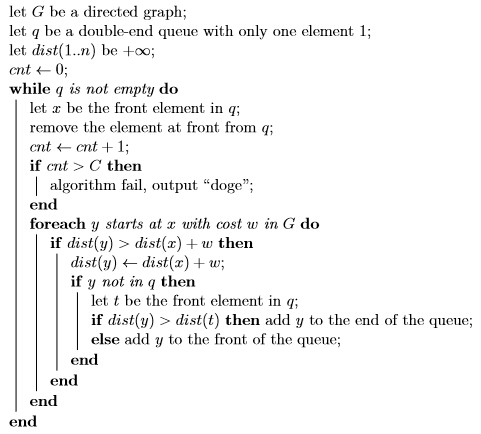 let G be a directed graph;
let q be a double-end queue with only one element 1;
let dist(1..n) be +∞;
cnt ← 0;
while q is not empty do
let x be the front element in q;
remove the element at front from q;
cnt ← cnt + 1;
if cnt > C then
algorithm fail, output “doge”;
end
foreach y starts at x with cost w in G do
if dist(y) > dist(x) + w then
dist(y) ← dist(x) + w;
if y not in q then
let t be the front element in q;
if dist(y) > dist(t) then add y to the end of the queue;
else add y to the front of the queue;
end
end
end
end